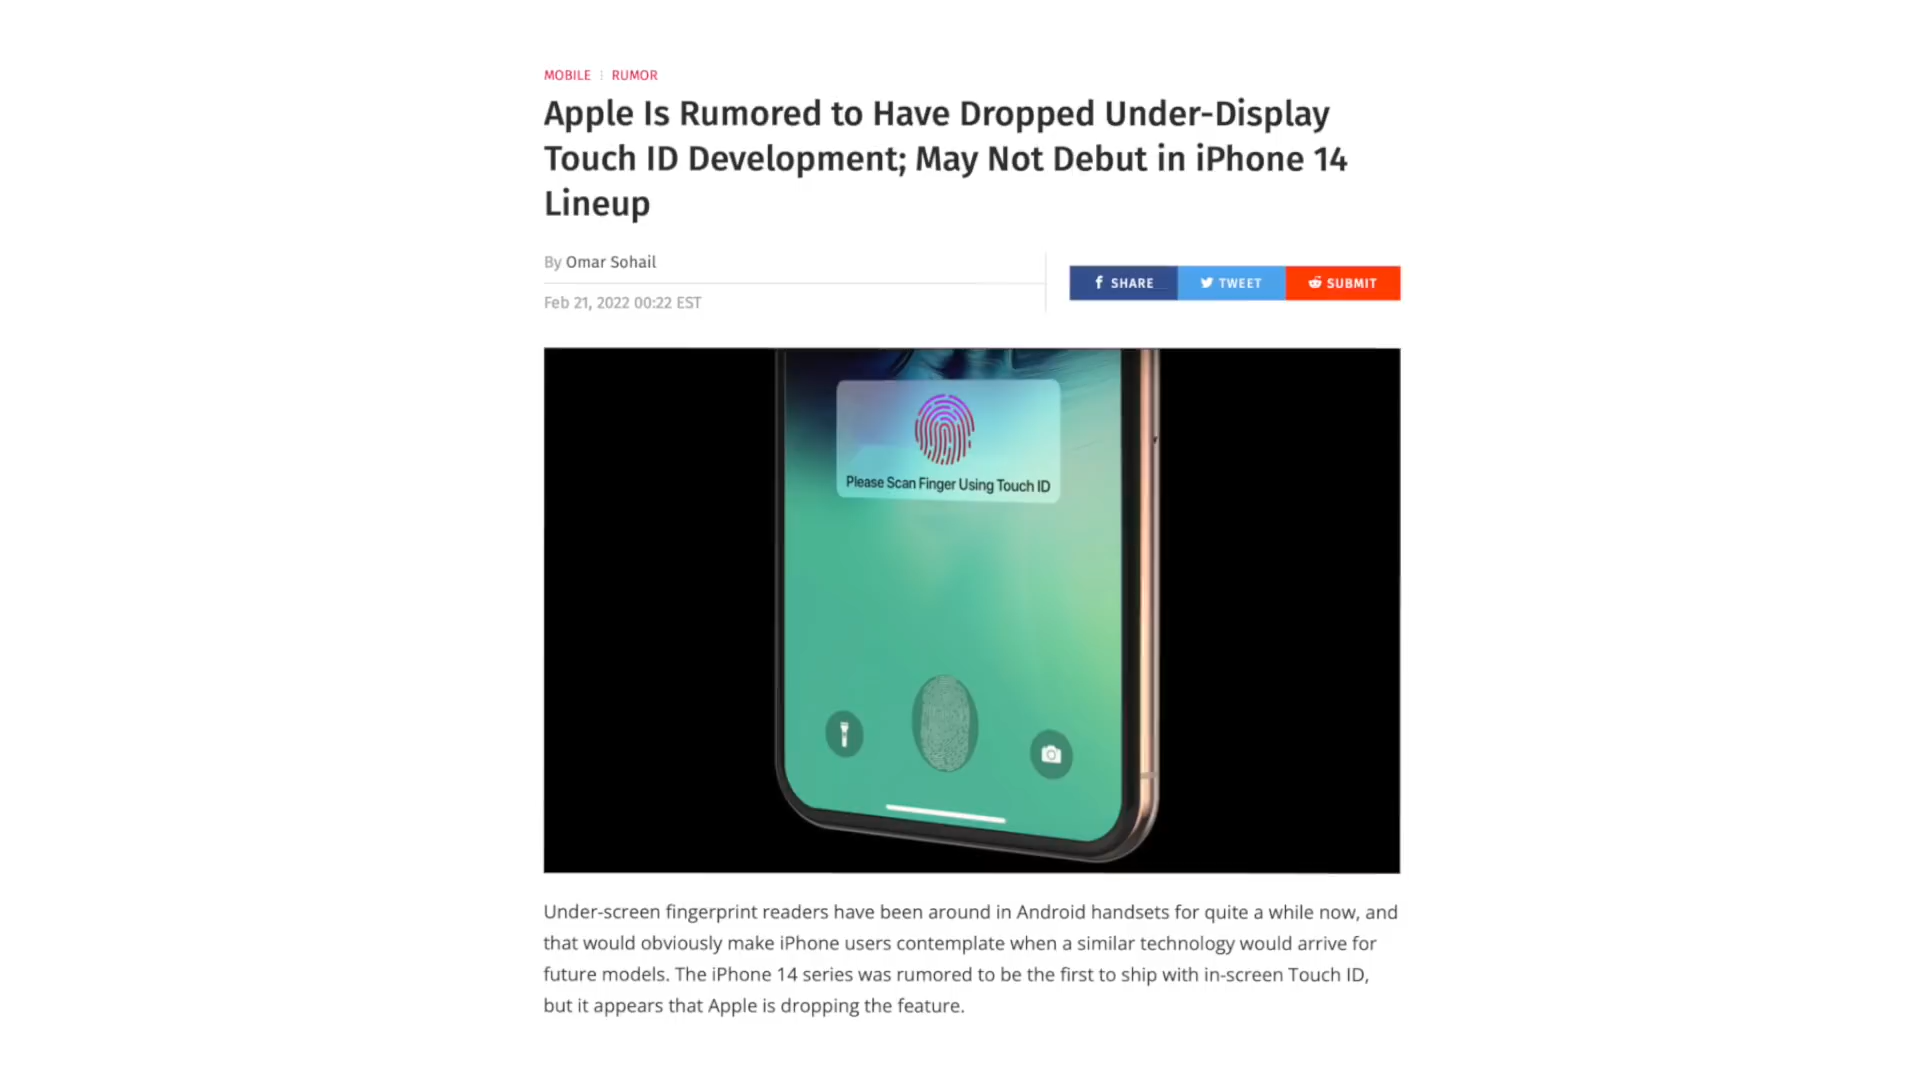 MOBILE RUMOR
Apple Is Rumored to Have Dropped Under-Display
Touch ID Development; May Not Debut in iPhone 14
Lineup
By Omar Sohail
Feb 21, 2022 00:22 EST
SHARE TWEET SUBMIT
Please Scan Finger Using Touch ID
Under-screen fingerprint readers have been around in Android handsets for quite a while now, and
that would obviously make iPhone users contemplate when a similar technology would arrive for
future models. The iPhone 14 series was rumored to be the first to ship with in-screen Touch ID,
but it appears that Apple is dropping the feature.